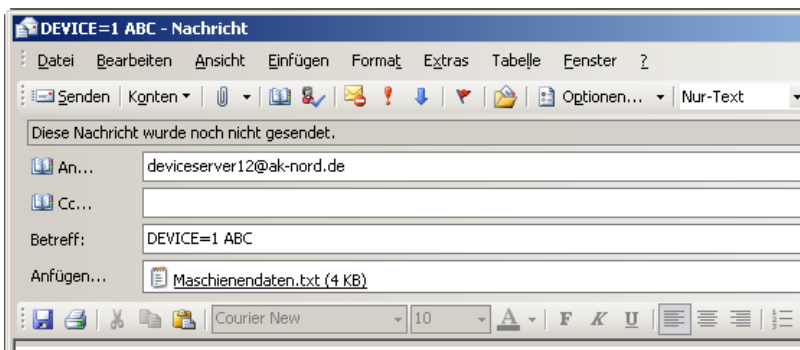 DEVICE=1 ABC - Nachricht
Datei Bearbeiten Ansicht Einfügen Format Extras Tabelle Fenster ?
Senden Konten Optionen... Nur-Text
Diese Nachricht wurde noch nicht gesendet.
An... deviceserver12@ak-nord.de
Cc...
Betreff: DEVICE=1 ABC
Anfügen... Maschienendaten.txt (4 KB)
Courier New 10 A F K U